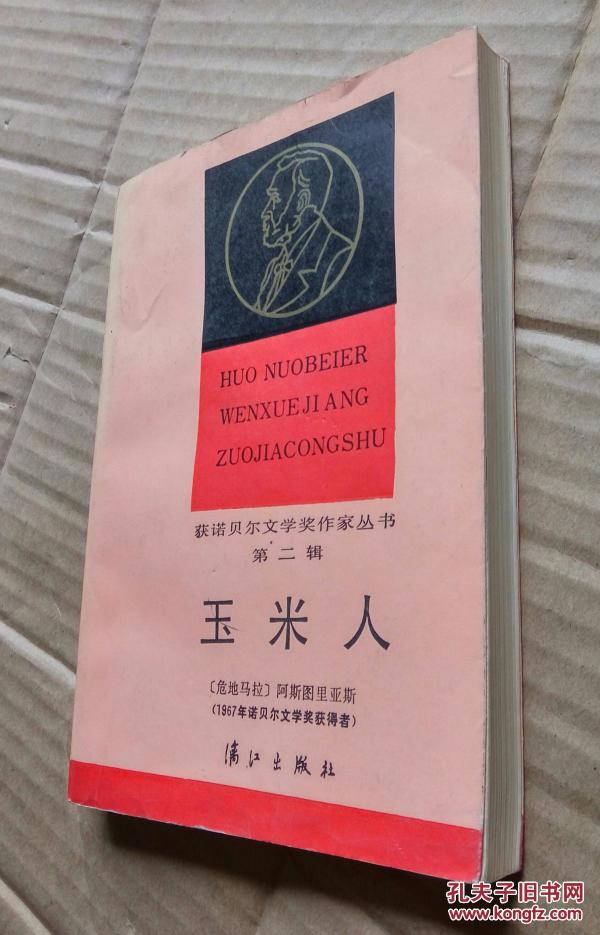 HUO NUOBEIER
WENXUEJIANG
ZUOJIACONGSHU
获诺贝尔文学奖作家丛书
第二辑
玉米人
〔危地马拉〕阿斯图里亚斯
(1967年诺贝尔文学奖获得者)
漓江出版社
孔夫子旧书网
www.kongfz.com